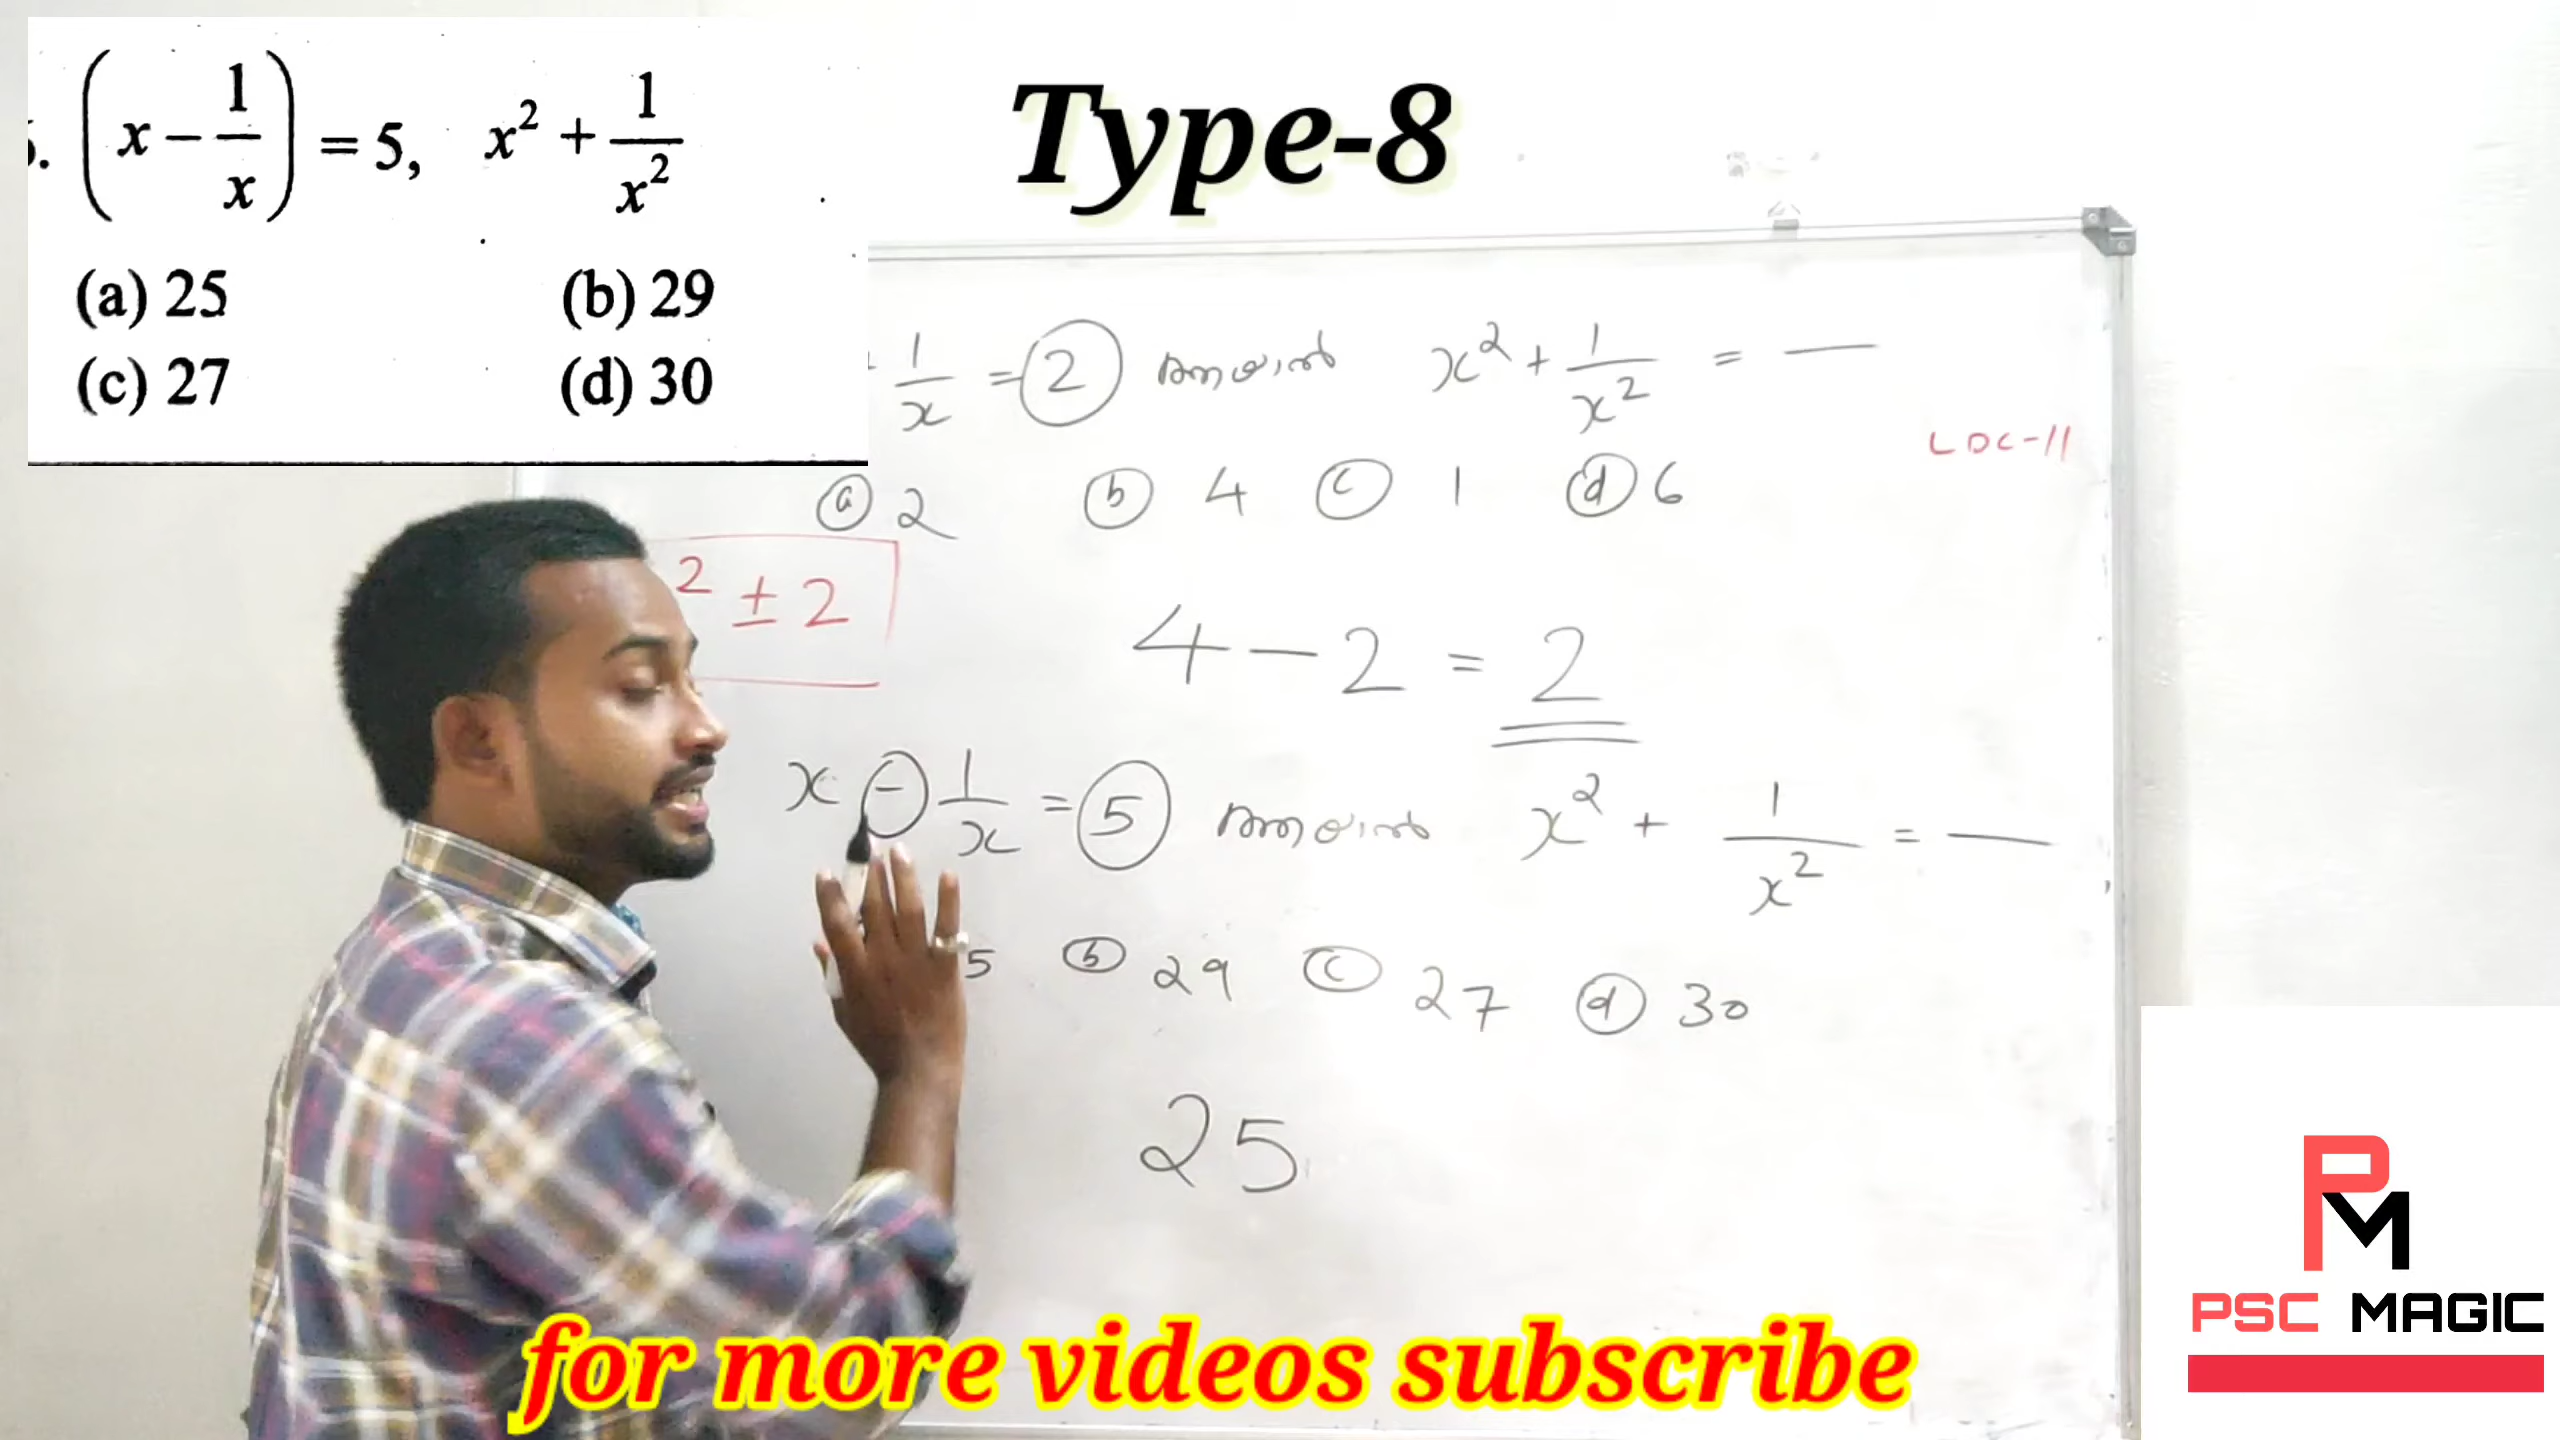 Type-8
(x - 1/x) = 5, x² + 1/x²
(a) 25 (b) 29
(c) 27 (d) 30
1/x = 2 ആയാൽ x² + 1/x² = —
LDC-11
ⓐ 2 ⓑ 4 ⓒ 1 ⓓ 6
² ± 2
4 - 2 = 2
x - 1/x = 5 ആയാൽ x² + 1/x² = —
5 ⓑ 29 ⓒ 27 ⓓ 30
25
PM
PSC MAGIC
for more videos subscribe